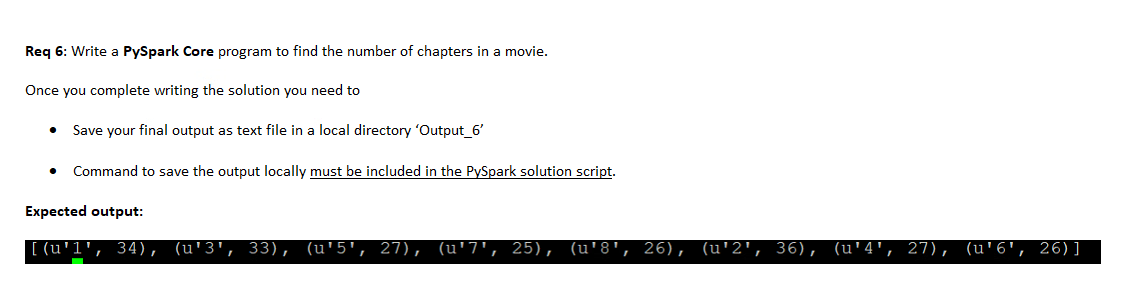 Req 6: Write a PySpark Core program to find the number of chapters in a movie.
Once you complete writing the solution you need to
• Save your final output as text file in a local directory ‘Output_6’
• Command to save the output locally must be included in the PySpark solution script.
Expected output:
[(u'1', 34), (u'3', 33), (u'5', 27), (u'7', 25), (u'8', 26), (u'2', 36), (u'4', 27), (u'6', 26)]